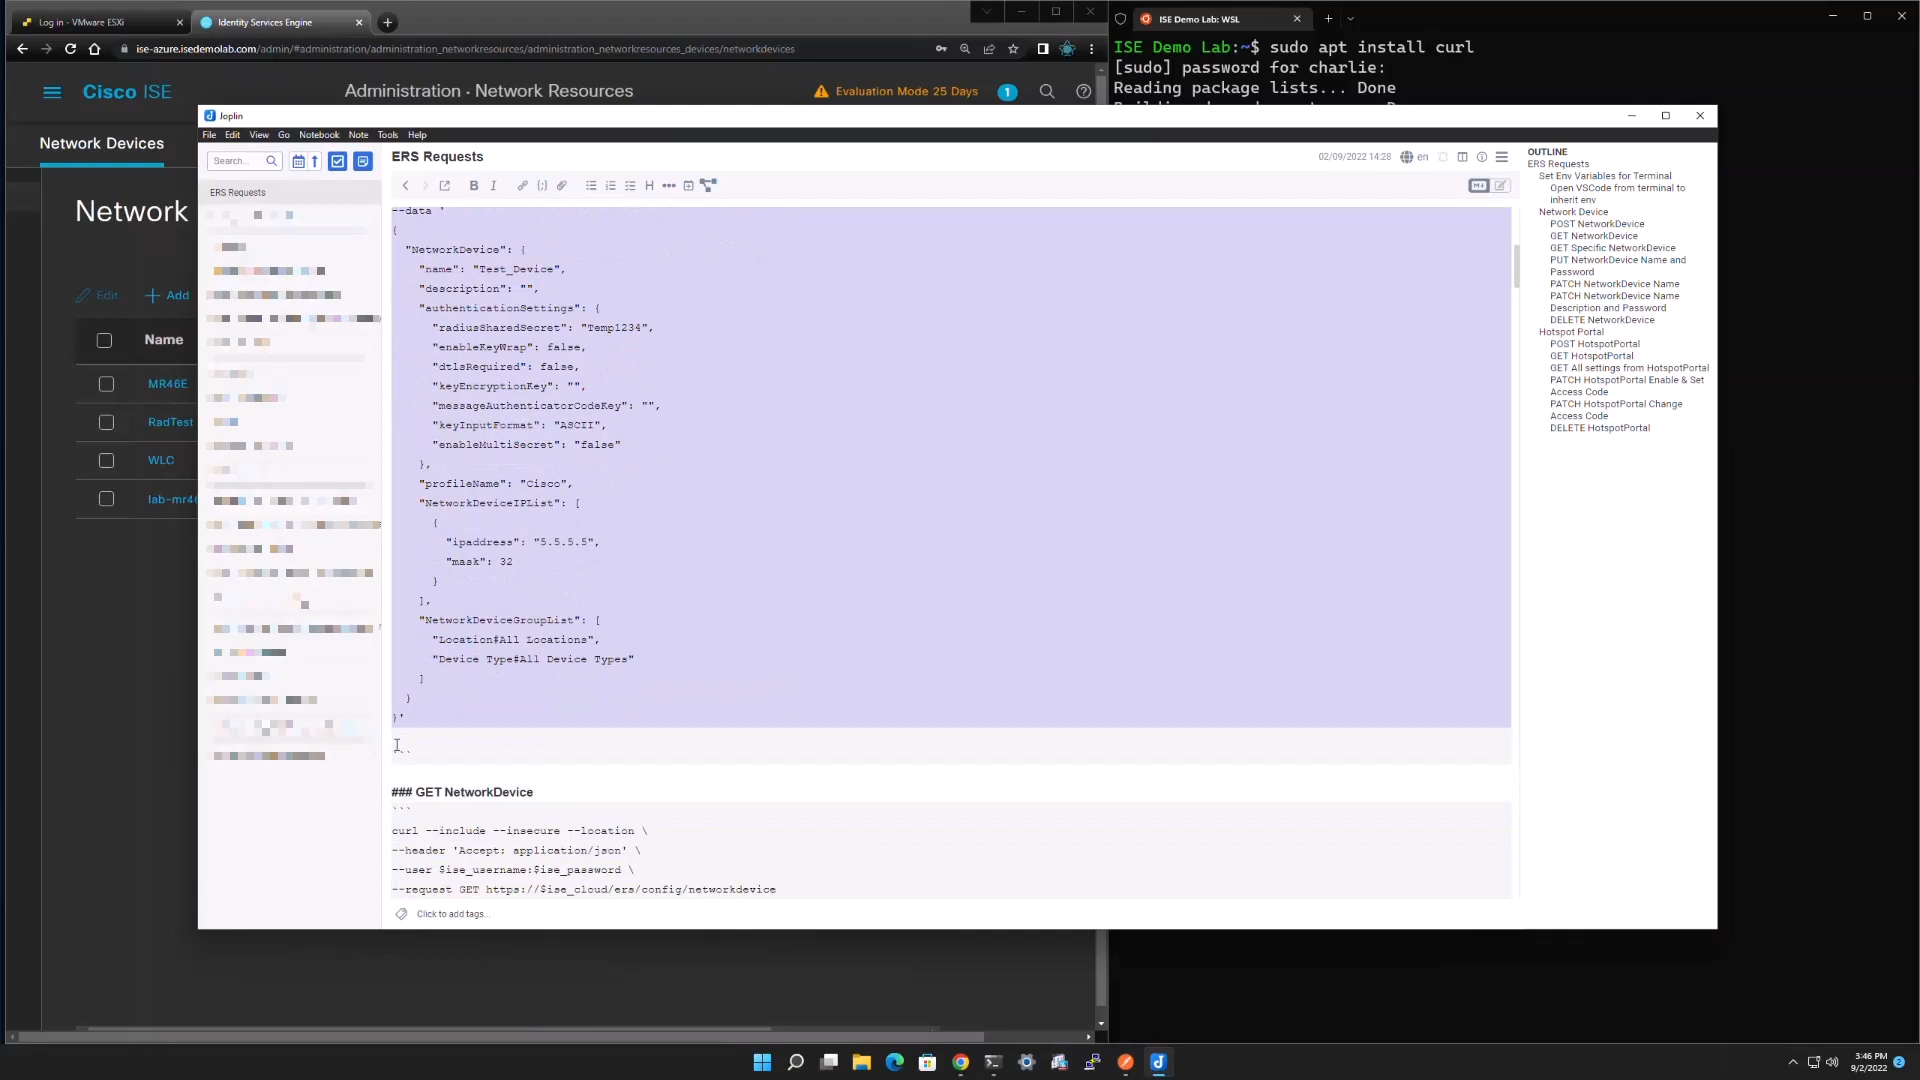 Log in - VMware ESXi
Identity Services Engine
ise-azure.isedemolab.com/admin/#administration/administration_networkresources/administration_networkresources_devices/networkdevices
Cisco ISE
Administration · Network Resources
Evaluation Mode 25 Days
1
Network Devices
Network
Edit
Add
Name
MR46E
RadTest
WLC
lab-mr46
ISE Demo Lab: WSL
ISE Demo Lab:~$ sudo apt install curl
[sudo] password for charlie:
Reading package lists... Done
Joplin
File Edit View Go Notebook Note Tools Help
Search...
ERS Requests
ERS Requests
02/09/2022 14:28
en
--data '
{
"NetworkDevice": {
"name": "Test_Device",
"description": "",
"authenticationSettings": {
"radiusSharedSecret": "Temp1234",
"enableKeyWrap": false,
"dtlsRequired": false,
"keyEncryptionKey": "",
"messageAuthenticatorCodeKey": "",
"keyInputFormat": "ASCII",
"enableMultiSecret": "false"
},
"profileName": "Cisco",
"NetworkDeviceIPList": [
{
"ipaddress": "5.5.5.5",
"mask": 32
}
],
"NetworkDeviceGroupList": [
"Location#All Locations",
"Device Type#All Device Types"
]
}
}'
```
### GET NetworkDevice
```
curl --include --insecure --location \
--header 'Accept: application/json' \
--user $ise_username:$ise_password \
--request GET https://$ise_cloud/ers/config/networkdevice
Click to add tags...
OUTLINE
ERS Requests
Set Env Variables for Terminal
Open VSCode from terminal to
inherit env
Network Device
POST NetworkDevice
GET NetworkDevice
GET Specific NetworkDevice
PUT NetworkDevice Name and
Password
PATCH NetworkDevice Name
PATCH NetworkDevice Name
Description and Password
DELETE NetworkDevice
Hotspot Portal
POST HotspotPortal
GET HotspotPortal
GET All settings from HotspotPortal
PATCH HotspotPortal Enable & Set
Access Code
PATCH HotspotPortal Change
Access Code
DELETE HotspotPortal
3:46 PM
9/2/2022
2